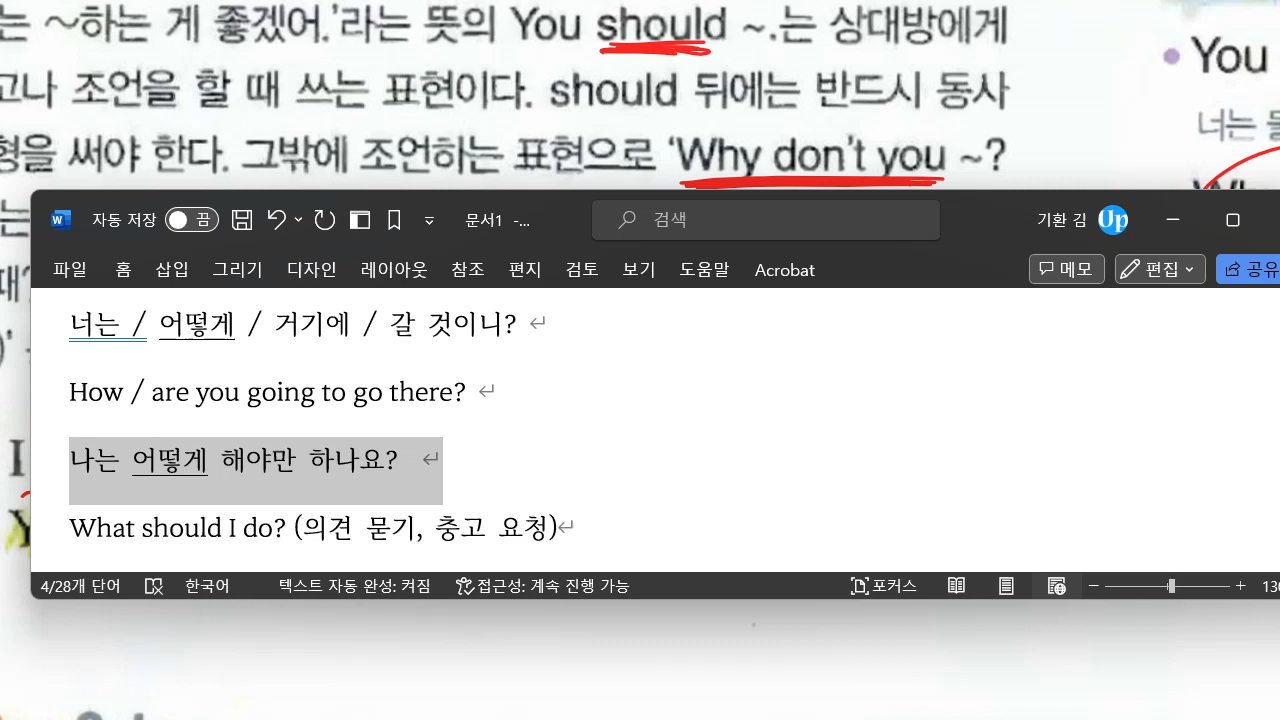 는 ~하는 게 좋겠어.'라는 뜻의 You should ~.는 상대방에게
고나 조언을 할 때 쓰는 표현이다. should 뒤에는 반드시 동사
형을 써야 한다. 그밖에 조언하는 표현으로 'Why don't you ~?
• You
너는
자동 저장 끔 문서1 -... 검색 기환 김 Up
파일 홈 삽입 그리기 디자인 레이아웃 참조 편지 검토 보기 도움말 Acrobat 메모 편집 공유
너는 / 어떻게 / 거기에 / 갈 것이니? ↵
How / are you going to go there? ↵
나는 어떻게 해야만 하나요? ↵
What should I do? (의견 묻기, 충고 요청)↵
I
4/28개 단어 한국어 텍스트 자동 완성: 켜짐 접근성: 계속 진행 가능 포커스 − +